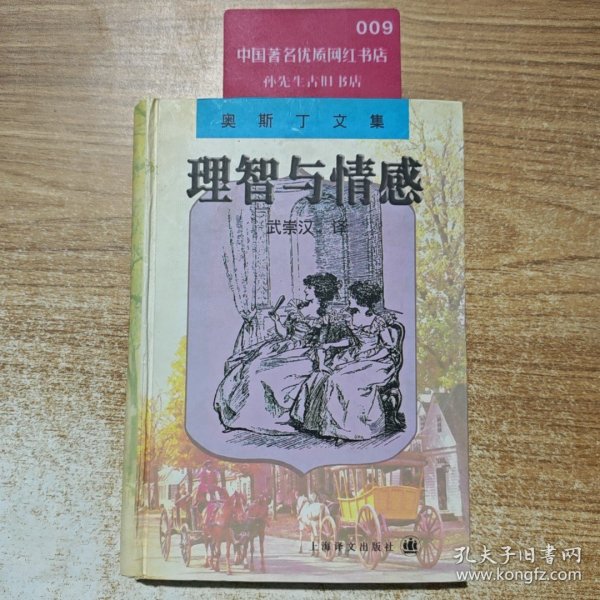 009
中国著名优质网红书店
孙先生古旧书店
奥斯丁文集
理智与情感
武崇汉 译
上海译文出版社
孔夫子旧书网
www.kongfz.com